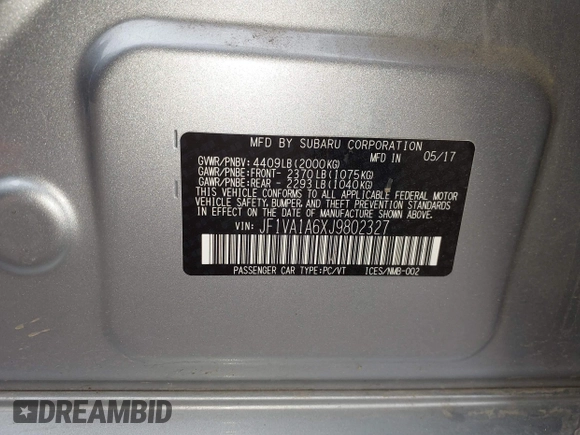 MFD BY SUBARU CORPORATION
GVWR/PNBV: 4409LB(2000KG) MFD IN 05/17
GAWR/PNBE:FRONT- 2370LB(1075KG)
GAWR/PNBE:REAR - 2293LB(1040KG)
THIS VEHICLE CONFORMS TO ALL APPLICABLE FEDERAL MOTOR
VEHICLE SAFETY, BUMPER, AND THEFT PREVENTION STANDARDS
IN EFFECT ON THE DATE OF MANUFACTURE SHOWN ABOVE.
VIN: JF1VA1A6XJ9802327
PASSENGER CAR TYPE:PC/VT ICES/NMB-002
DREAMBID